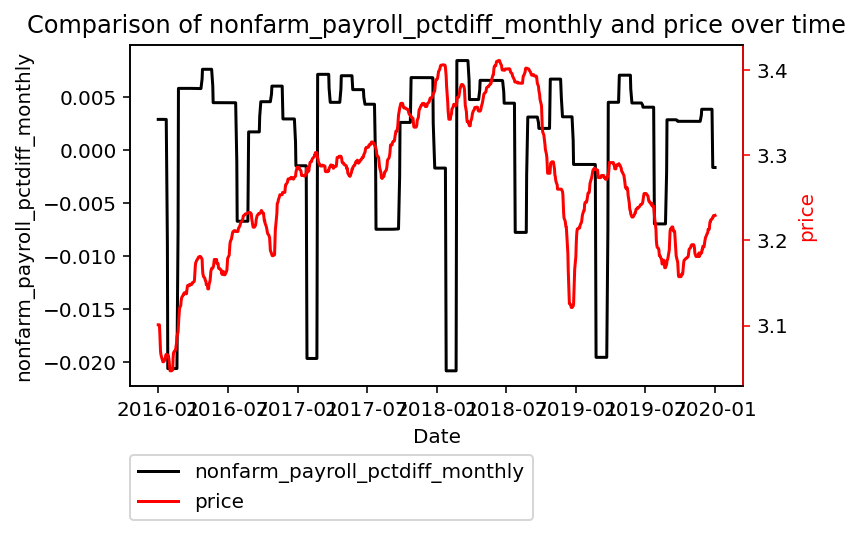 Comparison of nonfarm_payroll_pctdiff_monthly and price over time
nonfarm_payroll_pctdiff_monthly
0.005
0.000
−0.005
−0.010
−0.015
−0.020
3.4
3.3
3.2
3.1
price
2016-01 2016-07 2017-01 2017-07 2018-01 2018-07 2019-01 2019-07 2020-01
Date
nonfarm_payroll_pctdiff_monthly
price